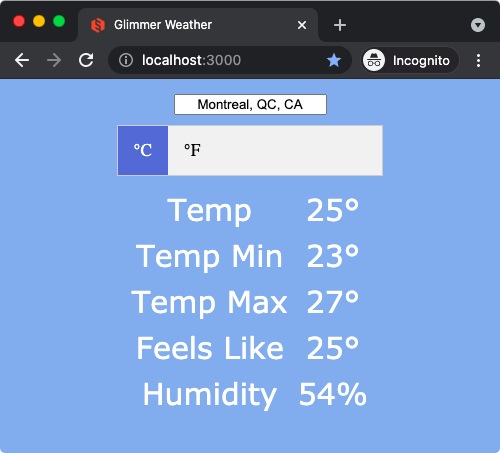 Glimmer Weather
localhost:3000
Incognito
Montreal, QC, CA
°C °F
Temp 25°
Temp Min 23°
Temp Max 27°
Feels Like 25°
Humidity 54%